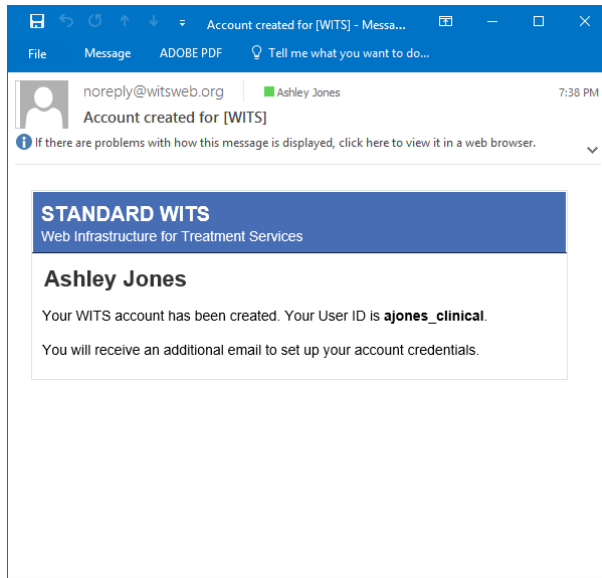 Account created for [WITS] - Messa...
File Message ADOBE PDF Tell me what you want to do...
noreply@witsweb.org Ashley Jones 7:38 PM
Account created for [WITS]
If there are problems with how this message is displayed, click here to view it in a web browser.
STANDARD WITS
Web Infrastructure for Treatment Services
Ashley Jones
Your WITS account has been created. Your User ID is ajones_clinical.
You will receive an additional email to set up your account credentials.